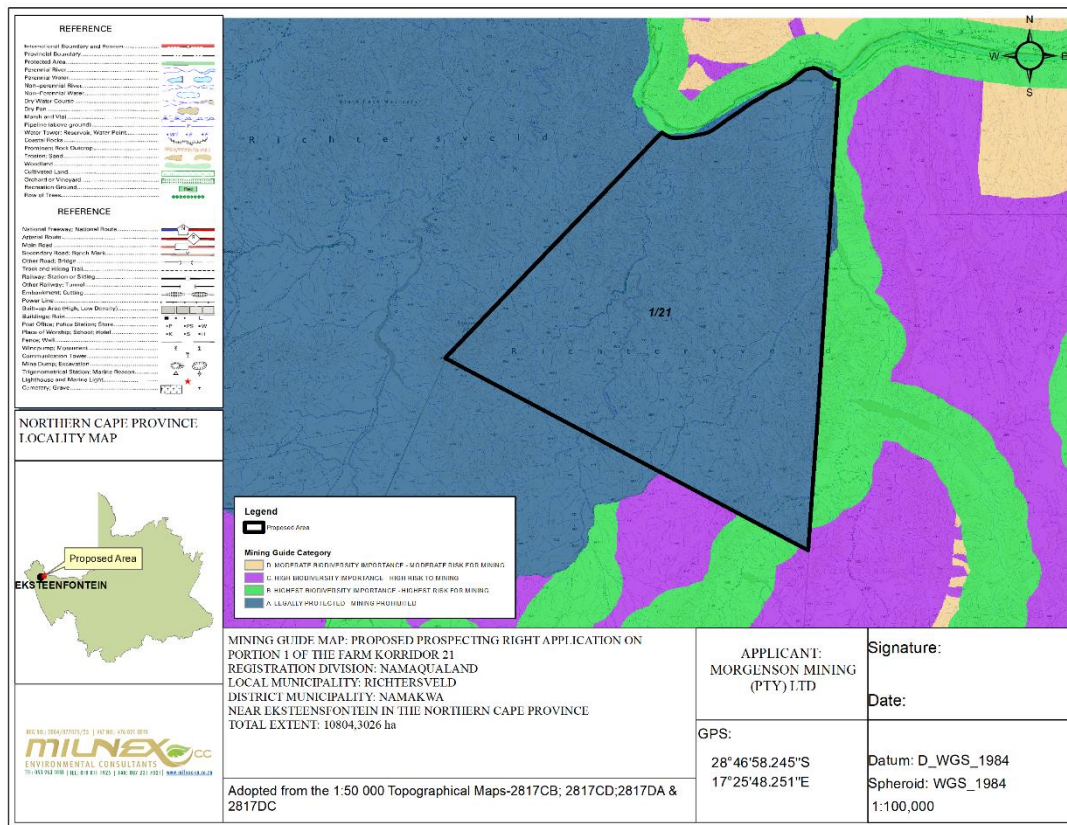 REFERENCE
International Boundary and Beacon
Provincial Boundary
Protected Area
Perennial River
Perennial Water
Non-perennial River
Non-perennial Water
Dry Water Course
Dry Pan
Marsh and Vlei
Pipeline (above ground)
Water Tower; Reservoir; Water Point
Coastal Rocks
Prominent Rock Outcrop
Erosion; Sand
Woodland
Cultivated Land
Orchard or Vineyard
Recreation Ground
Row of Trees
REFERENCE
National Freeway; National Route
Arterial Route
Main Road
Secondary Road; Bench Mark
Other Road; Bridge
Track and Hiking Trail
Railway; Station or Siding
Other Railway; Tunnel
Embankment; Cutting
Power Line
Built-up Area (High, Low Density)
Buildings; Ruin
Post Office; Police Station; Store
Place of Worship; School; Hotel
Fence; Wall
Windpump; Monument
Communication Tower
Mine Dump; Excavation
Trigonometrical Station; Marine Beacon
Lighthouse and Marine Light
Cemetery; Grave
NORTHERN CAPE PROVINCE
LOCALITY MAP
Proposed Area
EKSTEENFONTEIN
MILNEX CC
ENVIRONMENTAL CONSULTANTS
N
W E
S
Richtersveld
1/21
Richtersveld
Legend
Proposed Area
Mining Guide Category
D. MODERATE BIODIVERSITY IMPORTANCE - MODERATE RISK FOR MINING
C. HIGH BIODIVERSITY IMPORTANCE - HIGH RISK TO MINING
B. HIGHEST BIODIVERSITY IMPORTANCE - HIGHEST RISK FOR MINING
A. LEGALLY PROTECTED - MINING PROHIBITED
MINING GUIDE MAP: PROPOSED PROSPECTING RIGHT APPLICATION ON
PORTION 1 OF THE FARM KORRIDOR 21
REGISTRATION DIVISION: NAMAQUALAND
LOCAL MUNICIPALITY: RICHTERSVELD
DISTRICT MUNICIPALITY: NAMAKWA
NEAR EKSTEENSFONTEIN IN THE NORTHERN CAPE PROVINCE
TOTAL EXTENT: 10804,3026 ha
Adopted from the 1:50 000 Topographical Maps-2817CB; 2817CD;2817DA &
2817DC
APPLICANT:
MORGENSON MINING
(PTY) LTD
GPS:
28°46'58.245"S
17°25'48.251"E
Signature:
Date:
Datum: D_WGS_1984
Spheroid: WGS_1984
1:100,000